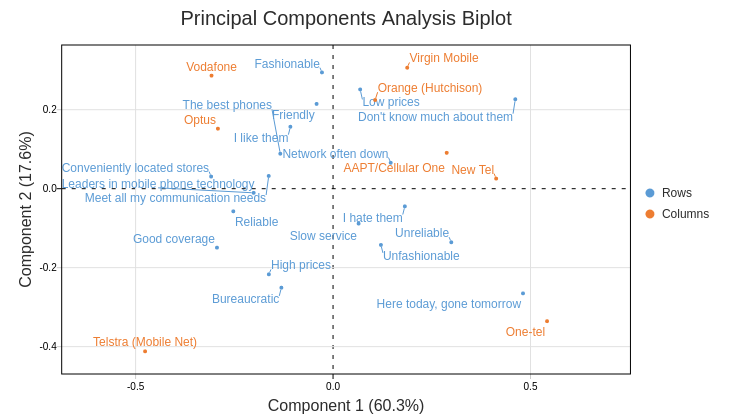 Principal Components Analysis Biplot
Virgin Mobile
Fashionable
Vodafone
Orange (Hutchison)
Low prices
The best phones
Don't know much about them
Friendly
Optus
I like them
Network often down
AAPT/Cellular One
New Tel
Conveniently located stores
Leaders in mobile phone technology
Meet all my communication needs
I hate them
Reliable
Unreliable
Slow service
Good coverage
Unfashionable
High prices
Bureaucratic
Here today, gone tomorrow
One-tel
Telstra (Mobile Net)
0.2
0.0
-0.2
-0.4
Component 2 (17.6%)
-0.5
0.0
0.5
Component 1 (60.3%)
Rows
Columns